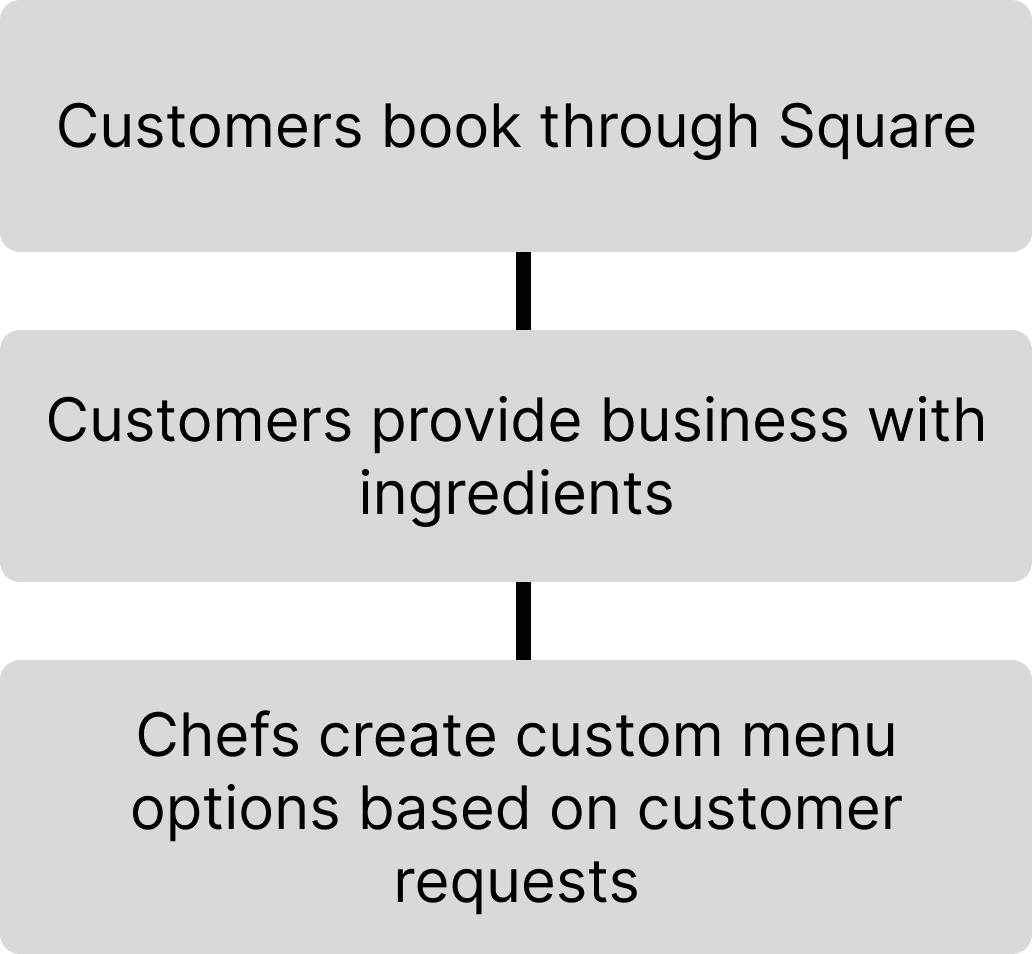 Customers book through Square
Customers provide business with
ingredients
Chefs create custom menu
options based on customer
requests